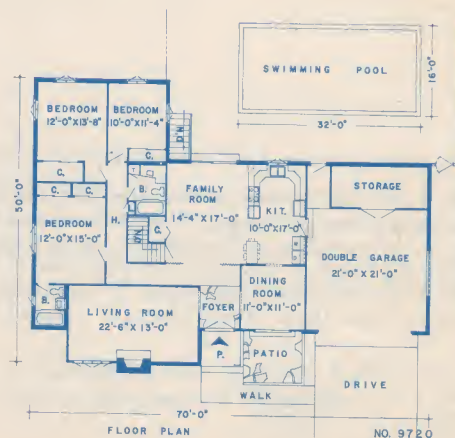 SWIMMING POOL
16'-0"
32'-0"
BEDROOM
12'-0"X13'-8"
BEDROOM
10'-0"X11'-4"
DN.
C.
C.
C.
C.
T
B.
FAMILY
ROOM
14'-4"X17'-0"
KIT.
10'-0"X17'-0"
STORAGE
50'-0"
BEDROOM
12'-0"X15'-0"
H.
DN.
C.
DOUBLE GARAGE
21'-0" X 21'-0"
B.
LIVING ROOM
22'-6" X 13'-0"
FOYER
DINING
ROOM
11'-0"X11'-0"
P.
PATIO
DRIVE
WALK
70'-0"
FLOOR PLAN
NO. 9720